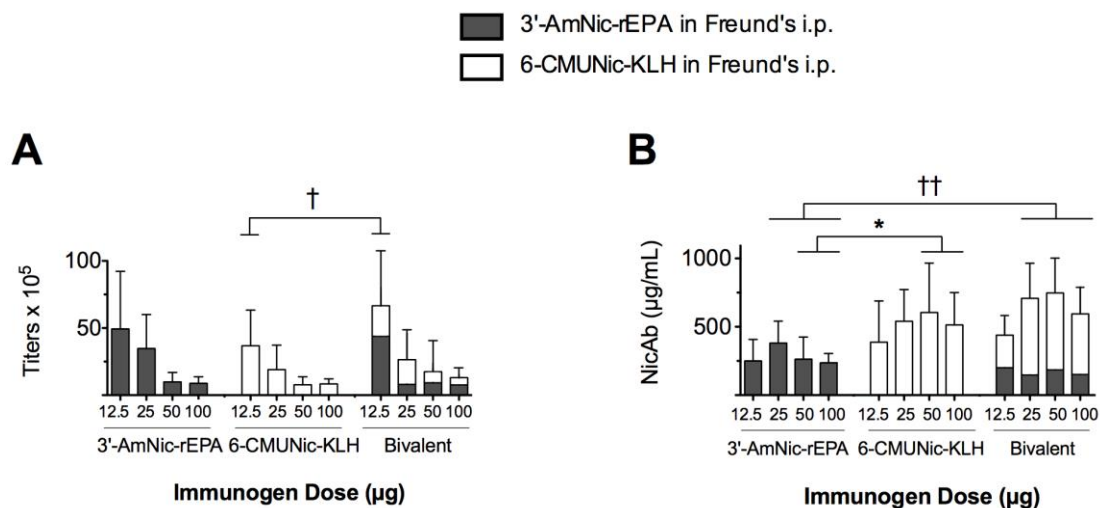 3'-AmNic-rEPA in Freund's i.p.
6-CMUNic-KLH in Freund's i.p.
A
†
Titers x 10⁵
100
50
12.5 25 50 100 12.5 25 50 100 12.5 25 50 100
3'-AmNic-rEPA 6-CMUNic-KLH Bivalent
Immunogen Dose (µg)
B
††
*
NicAb (µg/mL)
1000
500
12.5 25 50 100 12.5 25 50 100 12.5 25 50 100
3'-AmNic-rEPA 6-CMUNic-KLH Bivalent
Immunogen Dose (µg)